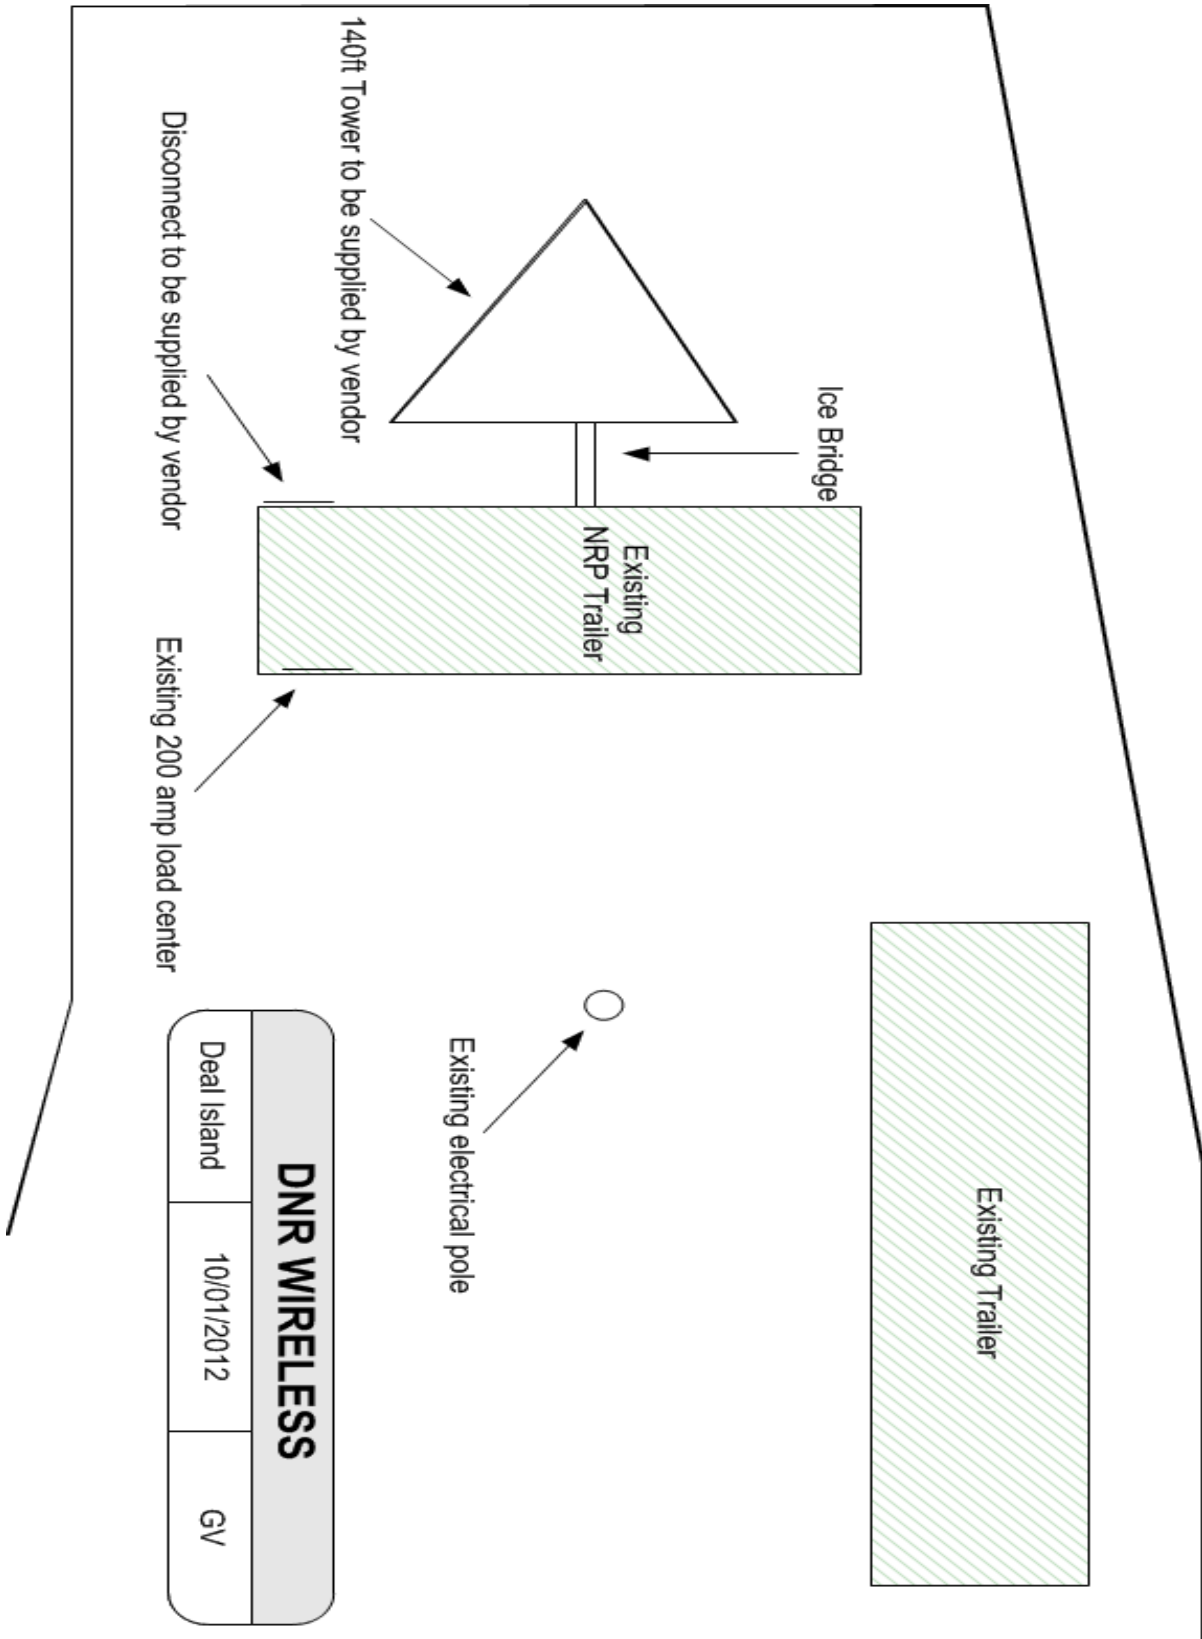 Existing Trailer
Ice Bridge
Existing
NRP Trailer
Existing electrical pole
140ft Tower to be supplied by vendor
DNR WIRELESS
Deal Island
10/01/2012
GV
Disconnect to be supplied by vendor
Existing 200 amp load center